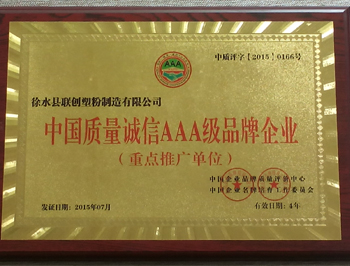 AAA
中质评字【2015】0166号
徐水县联创塑粉制造有限公司
中国质量诚信AAA级品牌企业
（重点推广单位）
中国企业品牌质量评价中心
中国企业名牌培育工作委员会
发证日期：2015年07月
有效日期：4年